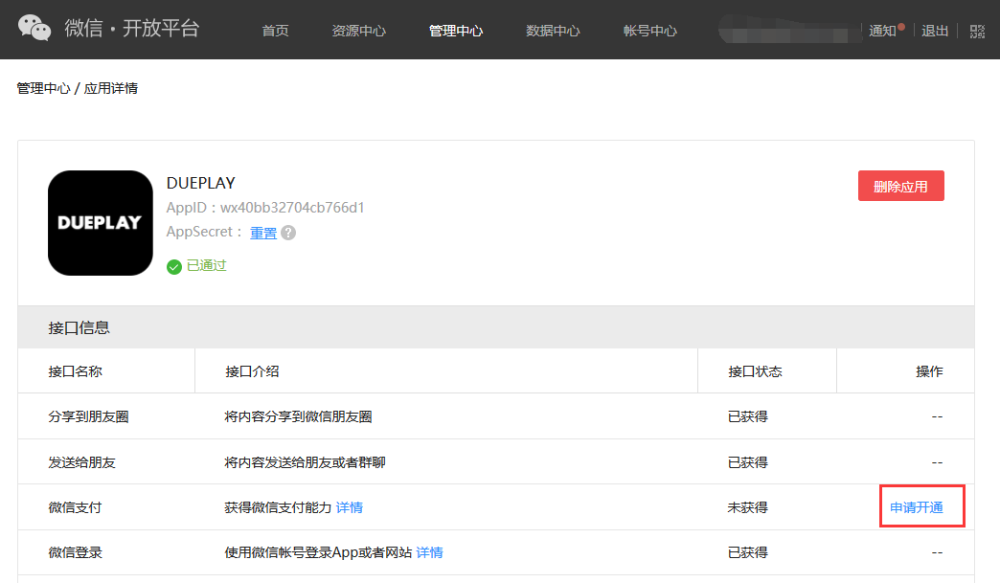 微信·开放平台 首页 资源中心 管理中心 数据中心 帐号中心 通知 退出
管理中心 / 应用详情
DUEPLAY
DUEPLAY
AppID：wx40bb32704cb766d1
AppSecret： 重置 ?
已通过
删除应用
接口信息
接口名称 接口介绍 接口状态 操作
分享到朋友圈 将内容分享到微信朋友圈 已获得 --
发送给朋友 将内容发送给朋友或者群聊 已获得 --
微信支付 获得微信支付能力 详情 未获得 申请开通
微信登录 使用微信帐号登录App或者网站 详情 已获得 --